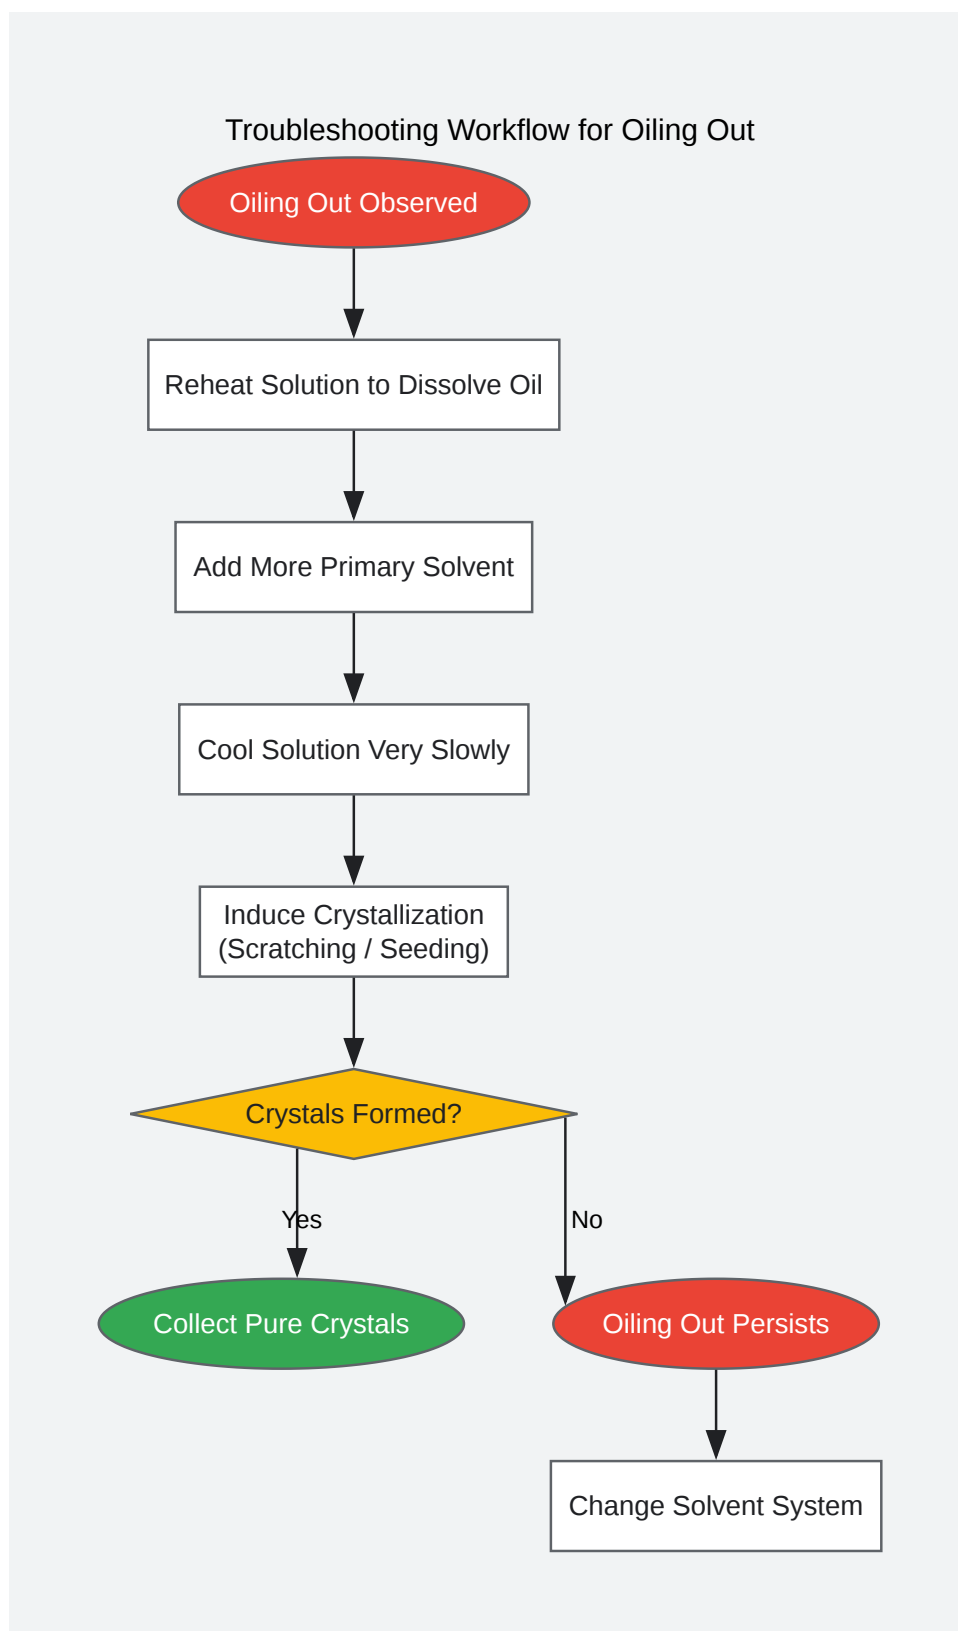 Troubleshooting Workflow for Oiling Out
Oiling Out Observed
Reheat Solution to Dissolve Oil
Add More Primary Solvent
Cool Solution Very Slowly
Induce Crystallization
(Scratching / Seeding)
Crystals Formed?
Yes
No
Collect Pure Crystals
Oiling Out Persists
Change Solvent System